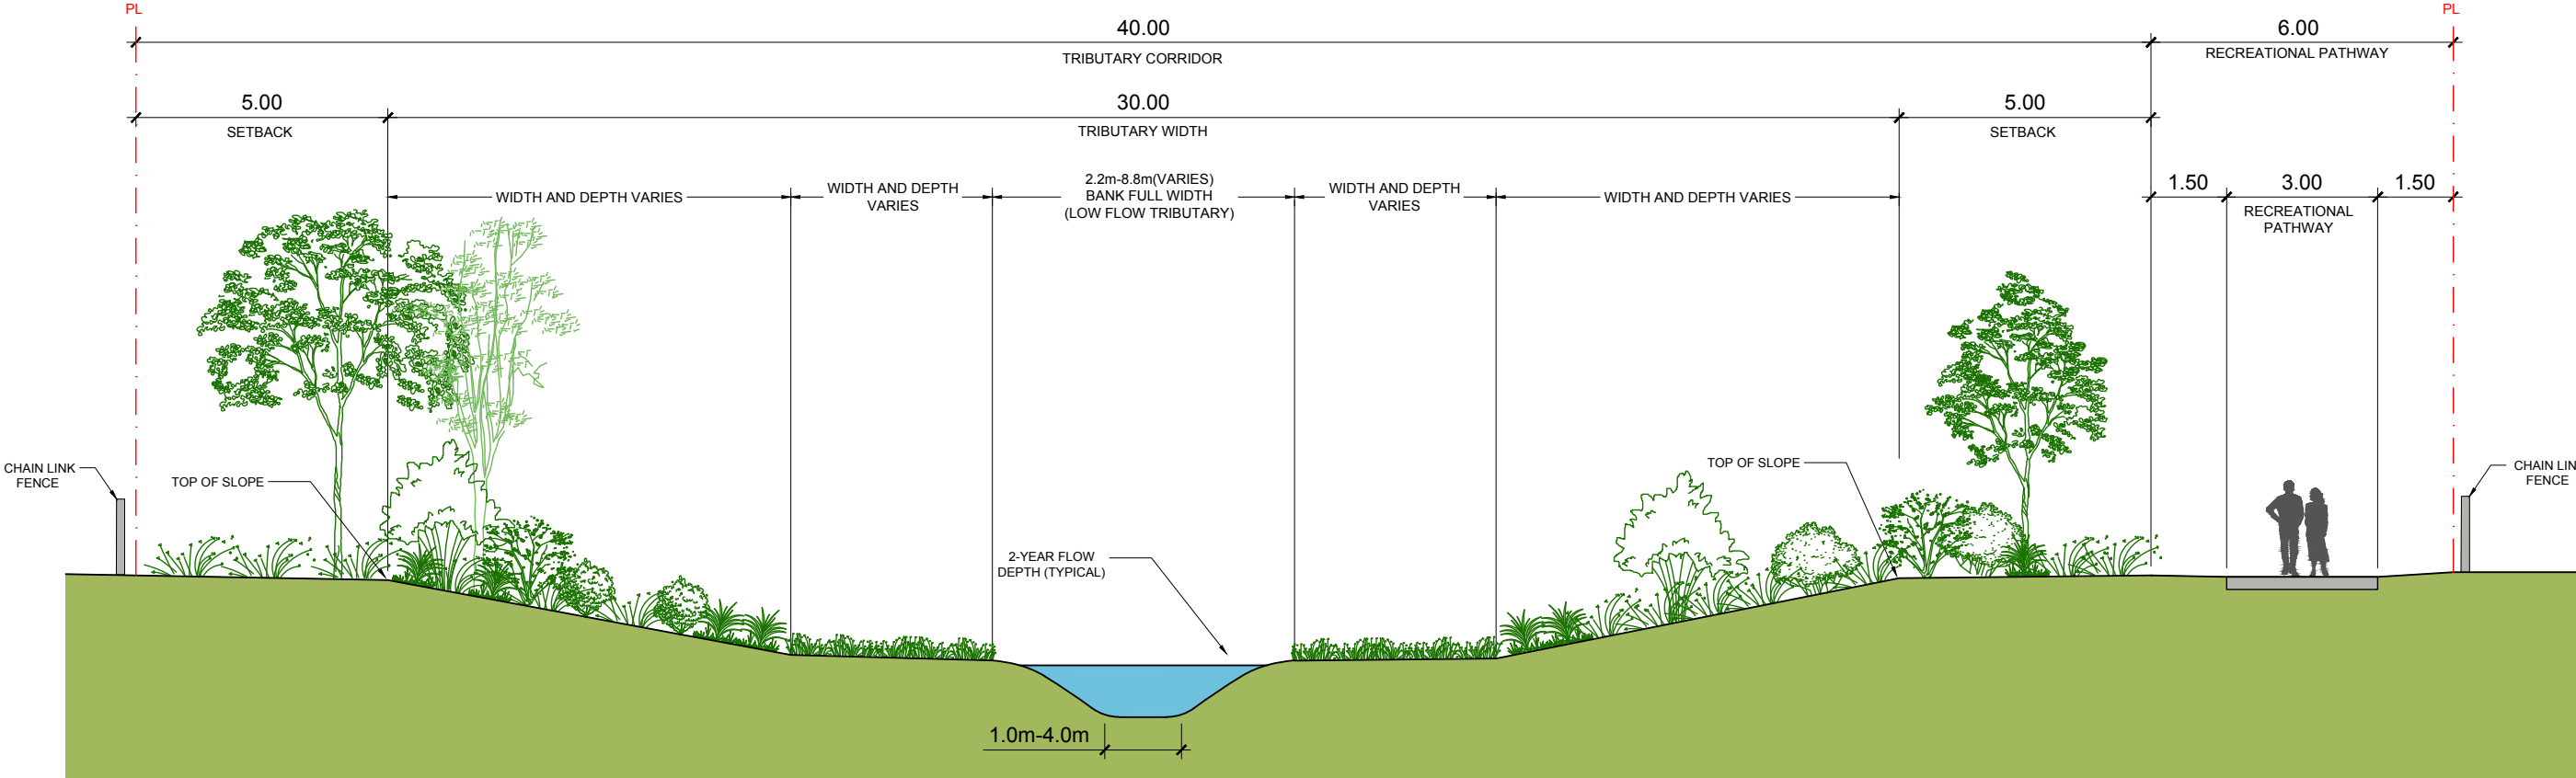 PL
PL
40.00
TRIBUTARY CORRIDOR
6.00
RECREATIONAL PATHWAY
5.00
SETBACK
30.00
TRIBUTARY WIDTH
5.00
SETBACK
WIDTH AND DEPTH VARIES
WIDTH AND DEPTH
VARIES
2.2m-8.8m(VARIES)
BANK FULL WIDTH
(LOW FLOW TRIBUTARY)
WIDTH AND DEPTH
VARIES
WIDTH AND DEPTH VARIES
1.50
3.00
1.50
RECREATIONAL
PATHWAY
CHAIN LINK
FENCE
TOP OF SLOPE
2-YEAR FLOW
DEPTH (TYPICAL)
TOP OF SLOPE
CHAIN LIN
FENCE
1.0m-4.0m